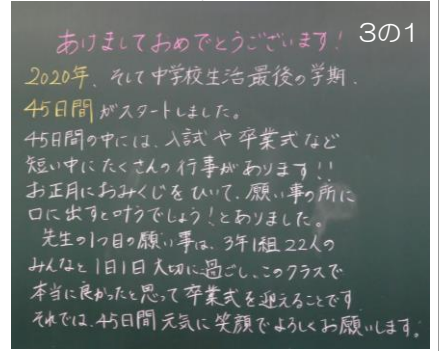 あけましておめでとうございます!
3の1
2020年、そして中学校生活最後の学期、
45日間がスタートしました。
45日間の中には、入試や卒業式など
短い中にたくさんの行事があります!!
お正月におみくじをひいて、願い事の所に
口に出すと叶うでしょう!とありました。
先生の1つ目の願い事は、3年1組22人の
みんなと1日1日大切に過ごし、このクラスで
本当に良かったと思って卒業式を迎えることです
それでは、45日間元気に笑顔でよろしくお願いします。